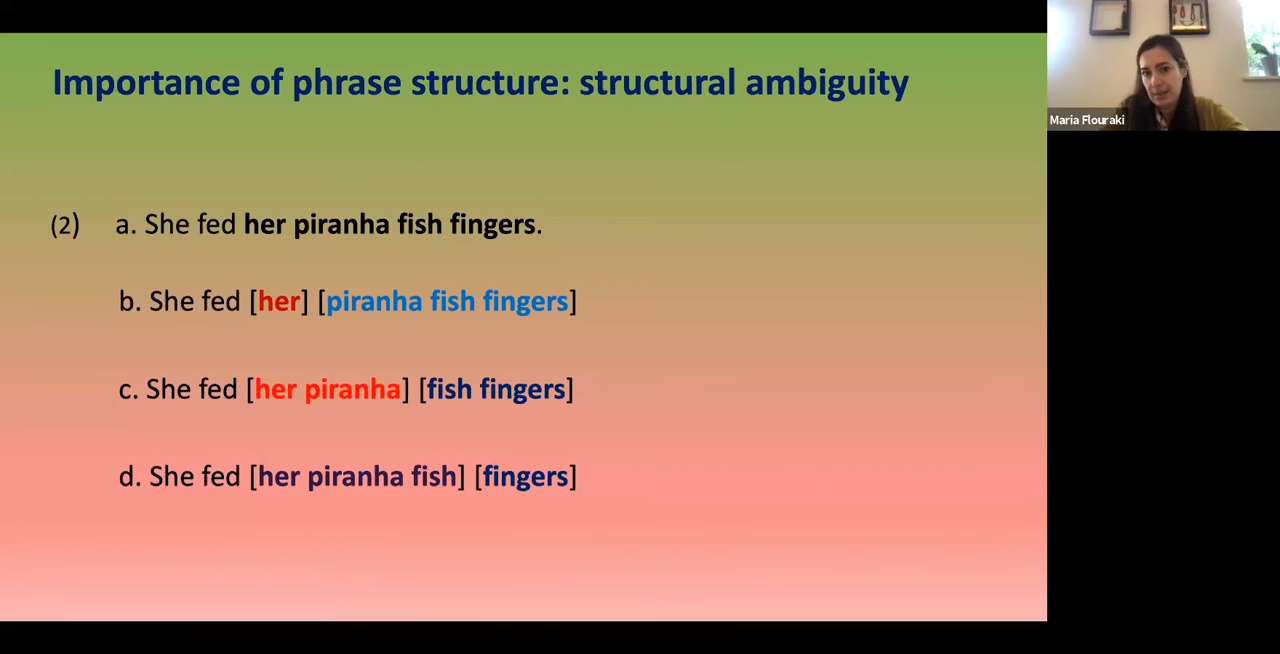 Importance of phrase structure: structural ambiguity
Maria Flouraki
(2) a. She fed her piranha fish fingers.
b. She fed [her] [piranha fish fingers]
c. She fed [her piranha] [fish fingers]
d. She fed [her piranha fish] [fingers]